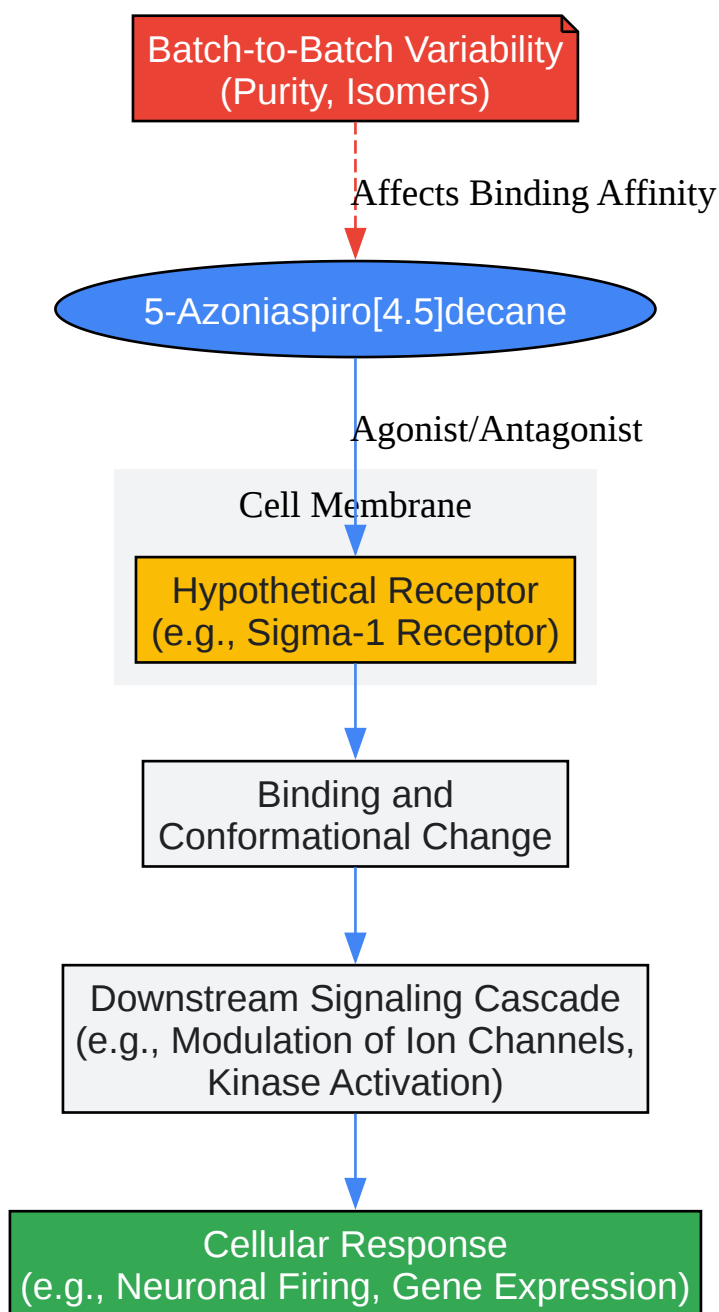 Batch-to-Batch Variability
(Purity, Isomers)
Affects Binding Affinity
5-Azoniaspiro[4.5]decane
Agonist/Antagonist
Cell Membrane
Hypothetical Receptor
(e.g., Sigma-1 Receptor)
Binding and
Conformational Change
Downstream Signaling Cascade
(e.g., Modulation of Ion Channels,
Kinase Activation)
Cellular Response
(e.g., Neuronal Firing, Gene Expression)